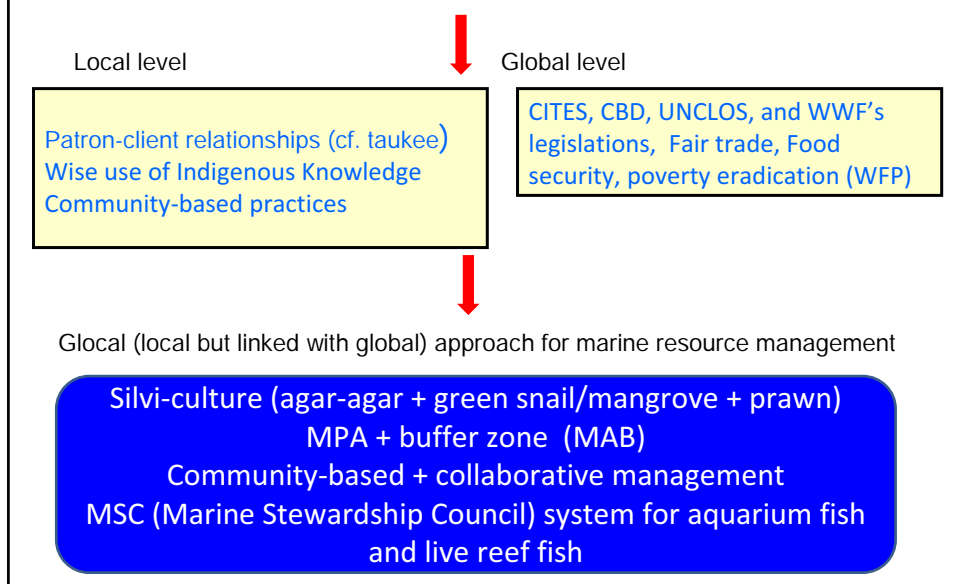 Local level
Patron-client relationships (cf. taukee)
Wise use of Indigenous Knowledge
Community-based practices
Global level
CITES, CBD, UNCLOS, and WWF's
legislations, Fair trade, Food
security, poverty eradication (WFP)
Glocal (local but linked with global) approach for marine resource management
Silvi-culture (agar-agar + green snail/mangrove + prawn)
MPA + buffer zone (MAB)
Community-based + collaborative management
MSC (Marine Stewardship Council) system for aquarium fish
and live reef fish